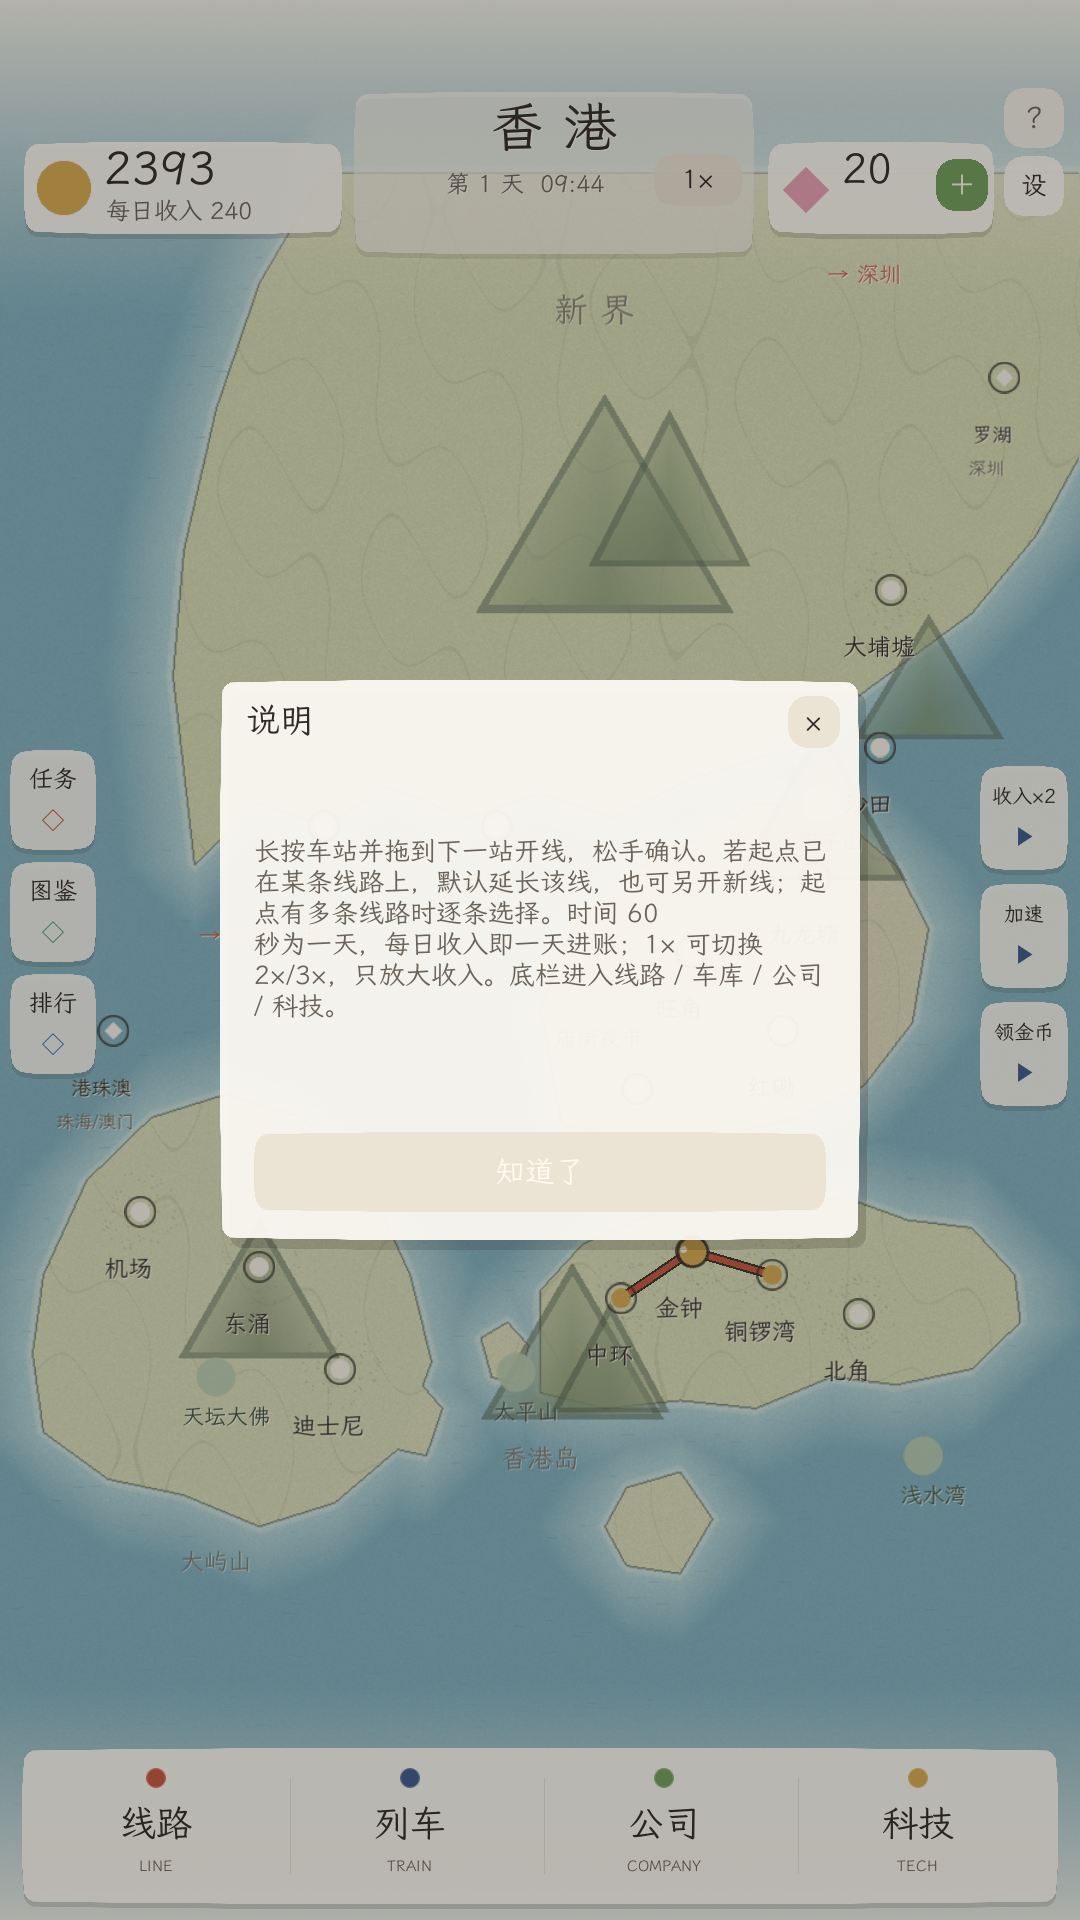 香港
?
2393
每日收入 240
第 1 天 09:44
1×
20
+
设
→ 深圳
新界
罗湖
深圳
大埔墟
说明
×
沙田
任务
收入×2
长按车站并拖到下一站开线，松手确认。若起点已
在某条线路上，默认延长该线，也可另开新线；起
点有多条线路时逐条选择。时间 60
秒为一天，每日收入即一天进账；1× 可切换
2×/3×，只放大收入。底栏进入线路 / 车库 / 公司
/ 科技。
图鉴
加速
九龙塘
→
排行
旺角
领金币
港珠澳
红磡
珠海/澳门
知道了
机场
东涌
金钟
铜锣湾
中环
北角
天坛大佛
迪士尼
太平山
香港岛
浅水湾
大屿山
线路
列车
公司
科技
LINE
TRAIN
COMPANY
TECH